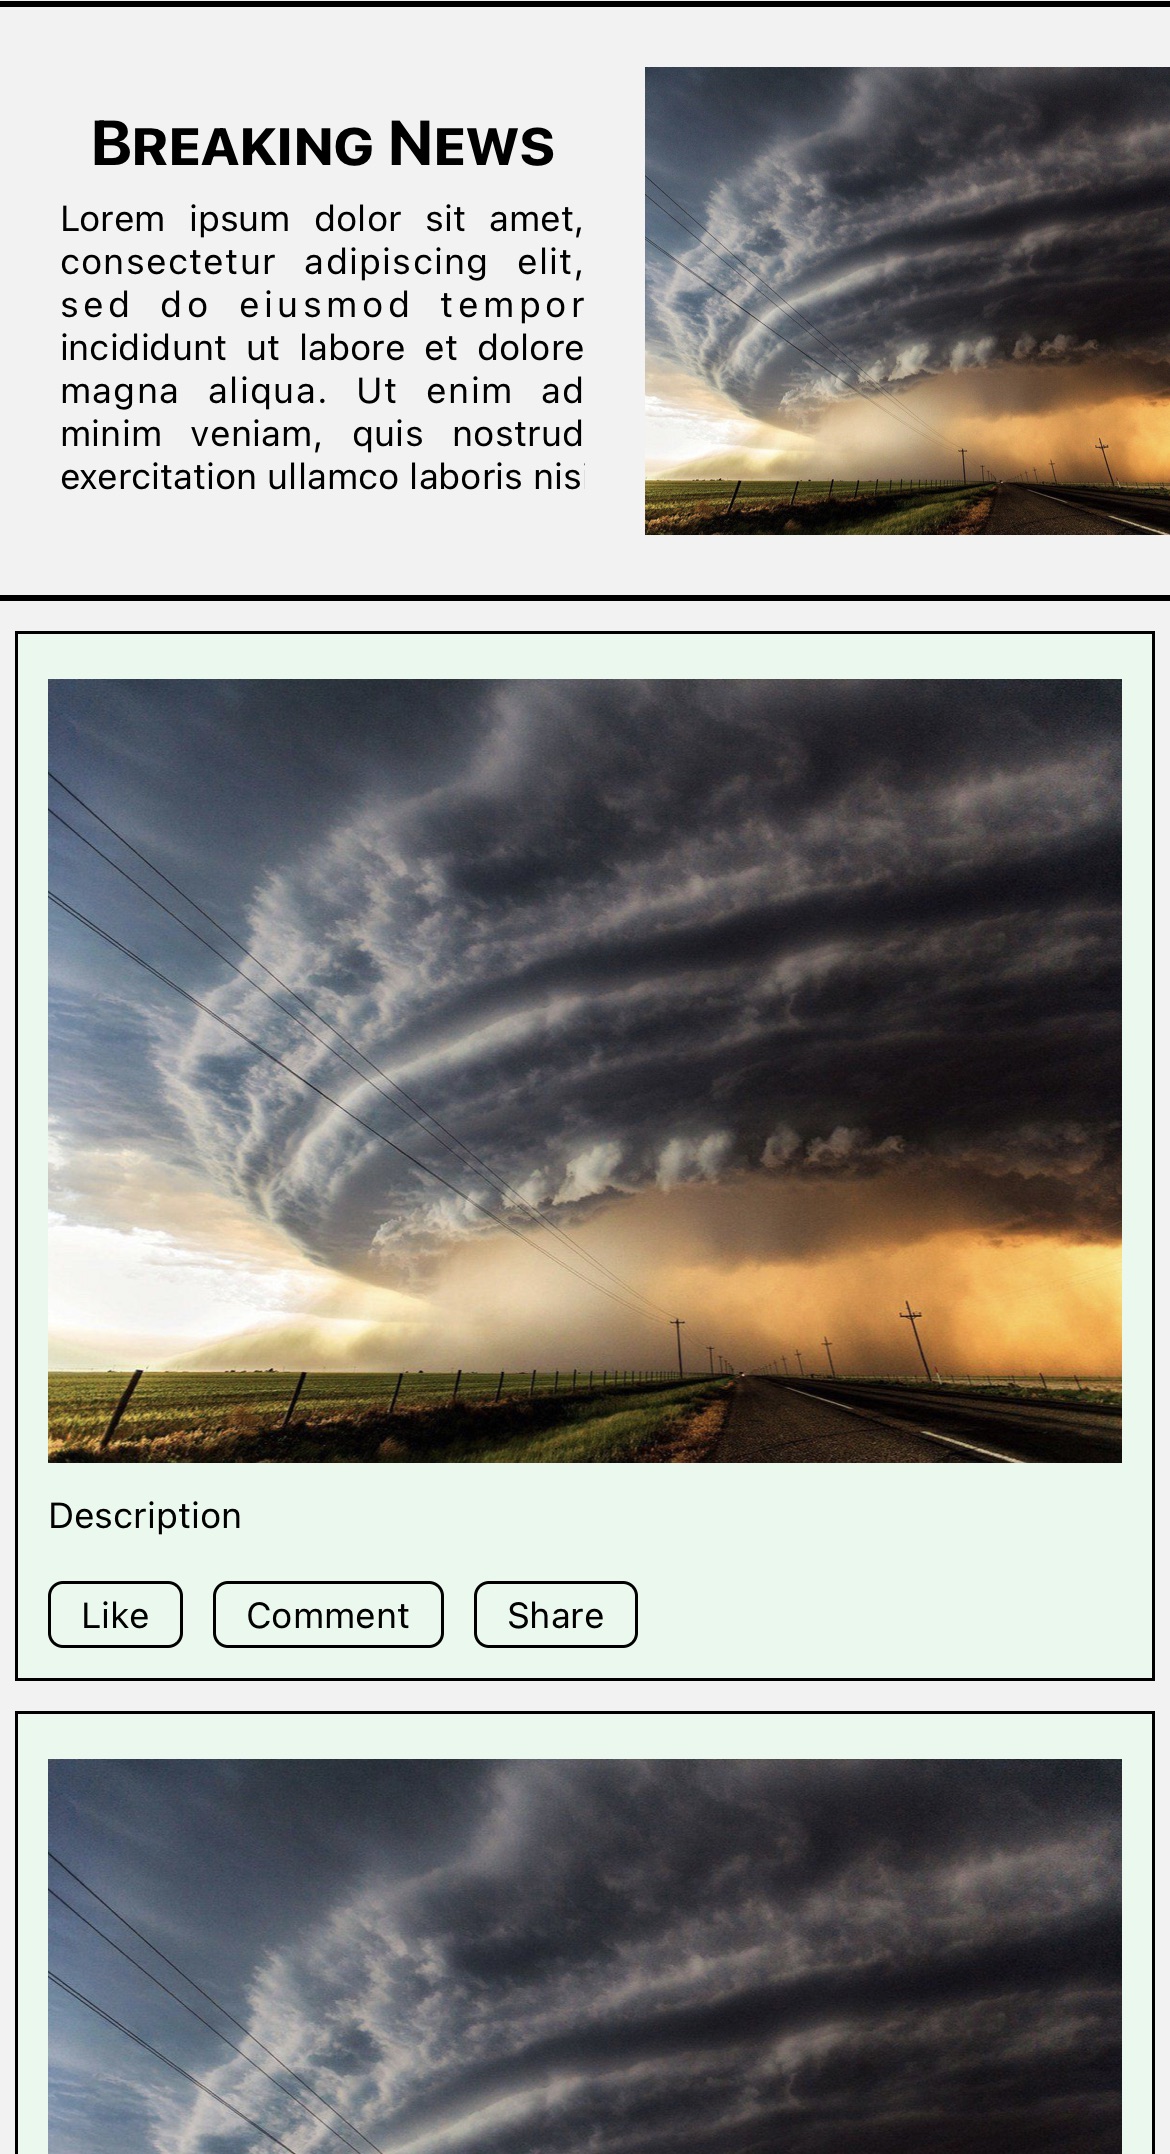 Breaking News
Lorem ipsum dolor sit amet,
consectetur adipiscing elit,
sed do eiusmod tempor
incididunt ut labore et dolore
magna aliqua. Ut enim ad
minim veniam, quis nostrud
exercitation ullamco laboris nisi
Description
Like
Comment
Share